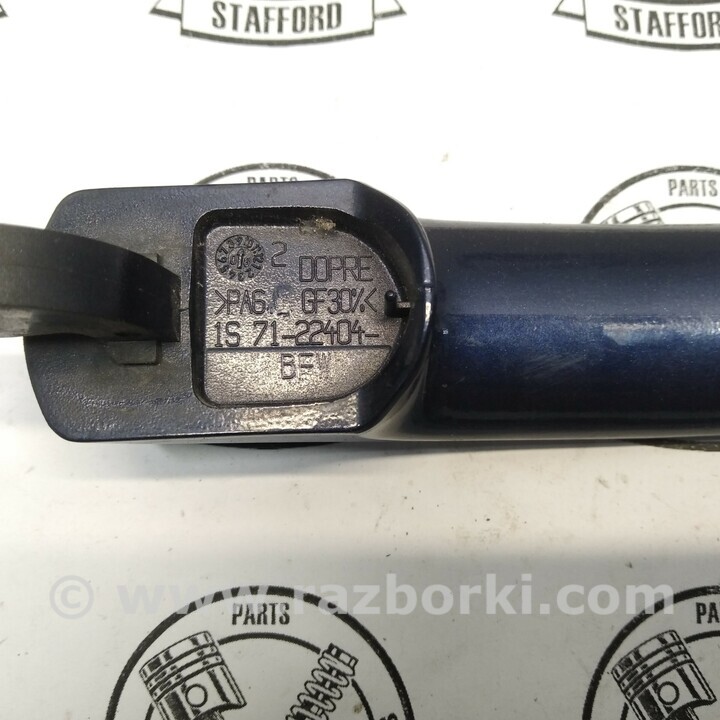 STAFFORD
STAFFORD
PARTS
PARTS
2 DOPRE
>PA6. GF30%<
1S 71-22404-
BFW
© www.razborki.com
PARTS
PARTS